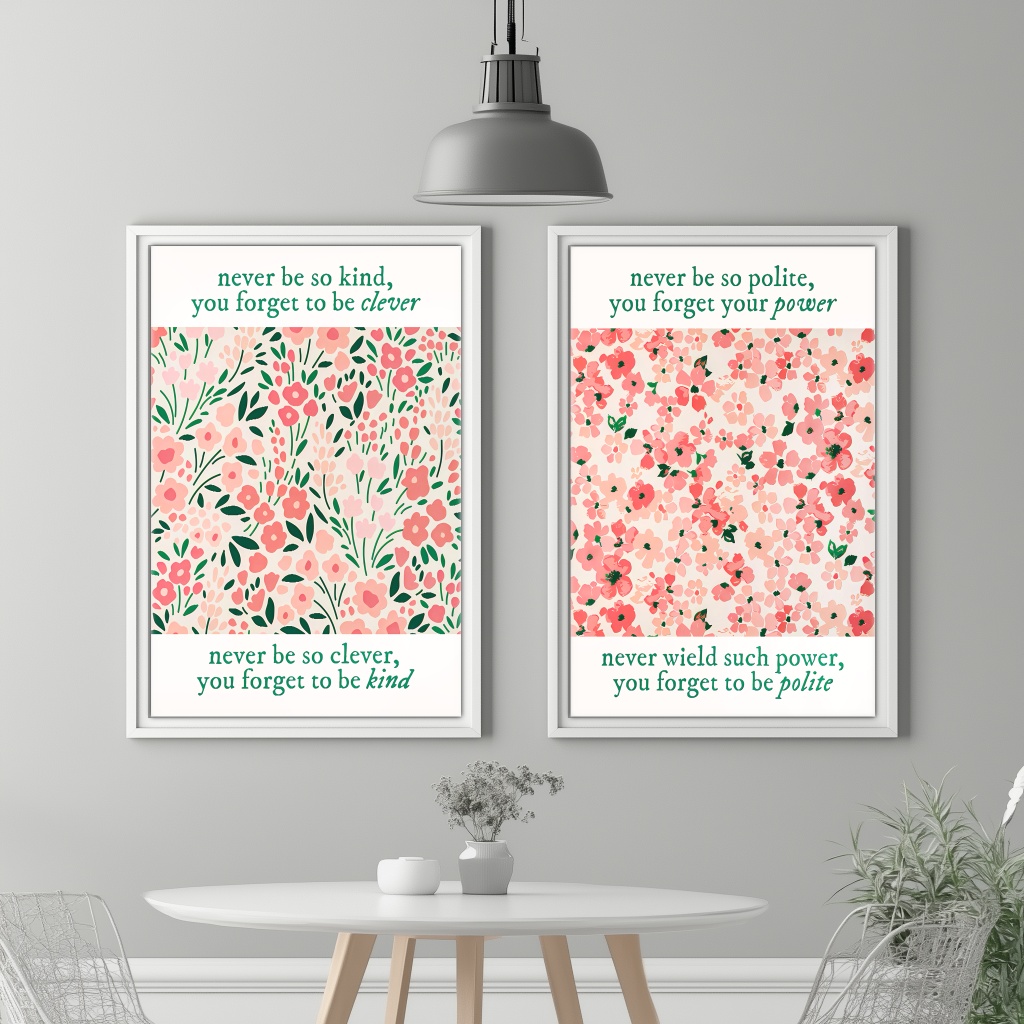 never be so kind,
you forget to be clever
never be so clever,
you forget to be kind
never be so polite,
you forget your power
never wield such power,
you forget to be polite